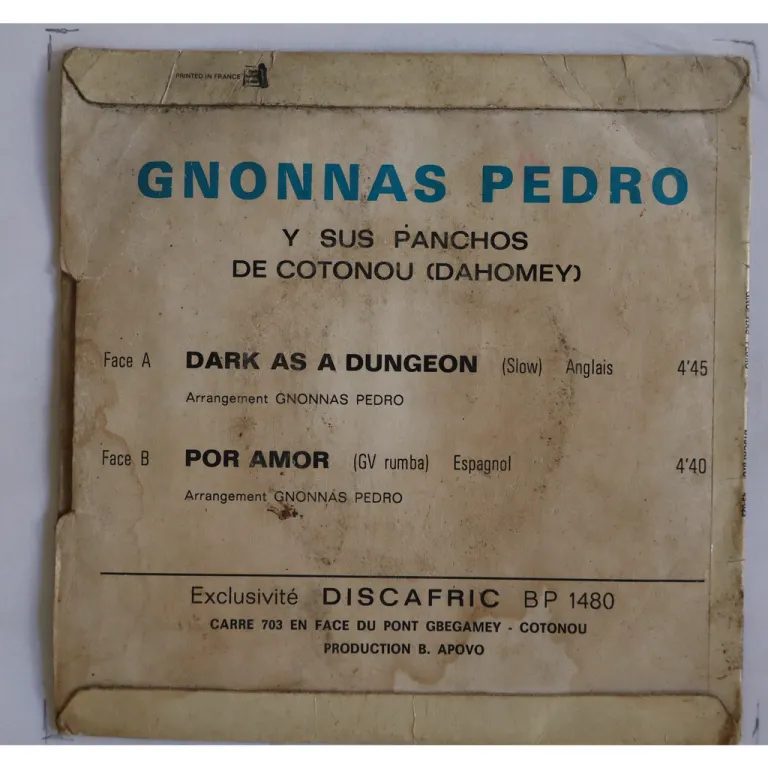 PRINTED IN FRANCE
GNONNAS PEDRO
Y SUS PANCHOS
DE COTONOU (DAHOMEY)
Face A DARK AS A DUNGEON (Slow) Anglais 4'45
Arrangement GNONNAS PEDRO
Face B POR AMOR (GV rumba) Espagnol 4'40
Arrangement GNONNAS PEDRO
Exclusivité DISCAFRIC BP 1480
CARRE 703 EN FACE DU PONT GBEGAMEY - COTONOU
PRODUCTION B. APOVO